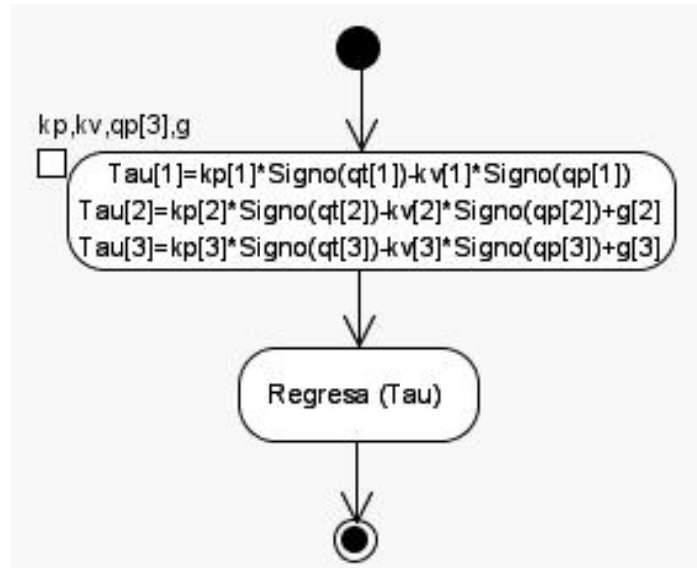 kp,kv,qp[3],g
Tau[1]=kp[1]*Signo(qt[1])-kv[1]*Signo(qp[1])
Tau[2]=kp[2]*Signo(qt[2])-kv[2]*Signo(qp[2])+g[2]
Tau[3]=kp[3]*Signo(qt[3])-kv[3]*Signo(qp[3])+g[3]
Regresa (Tau)